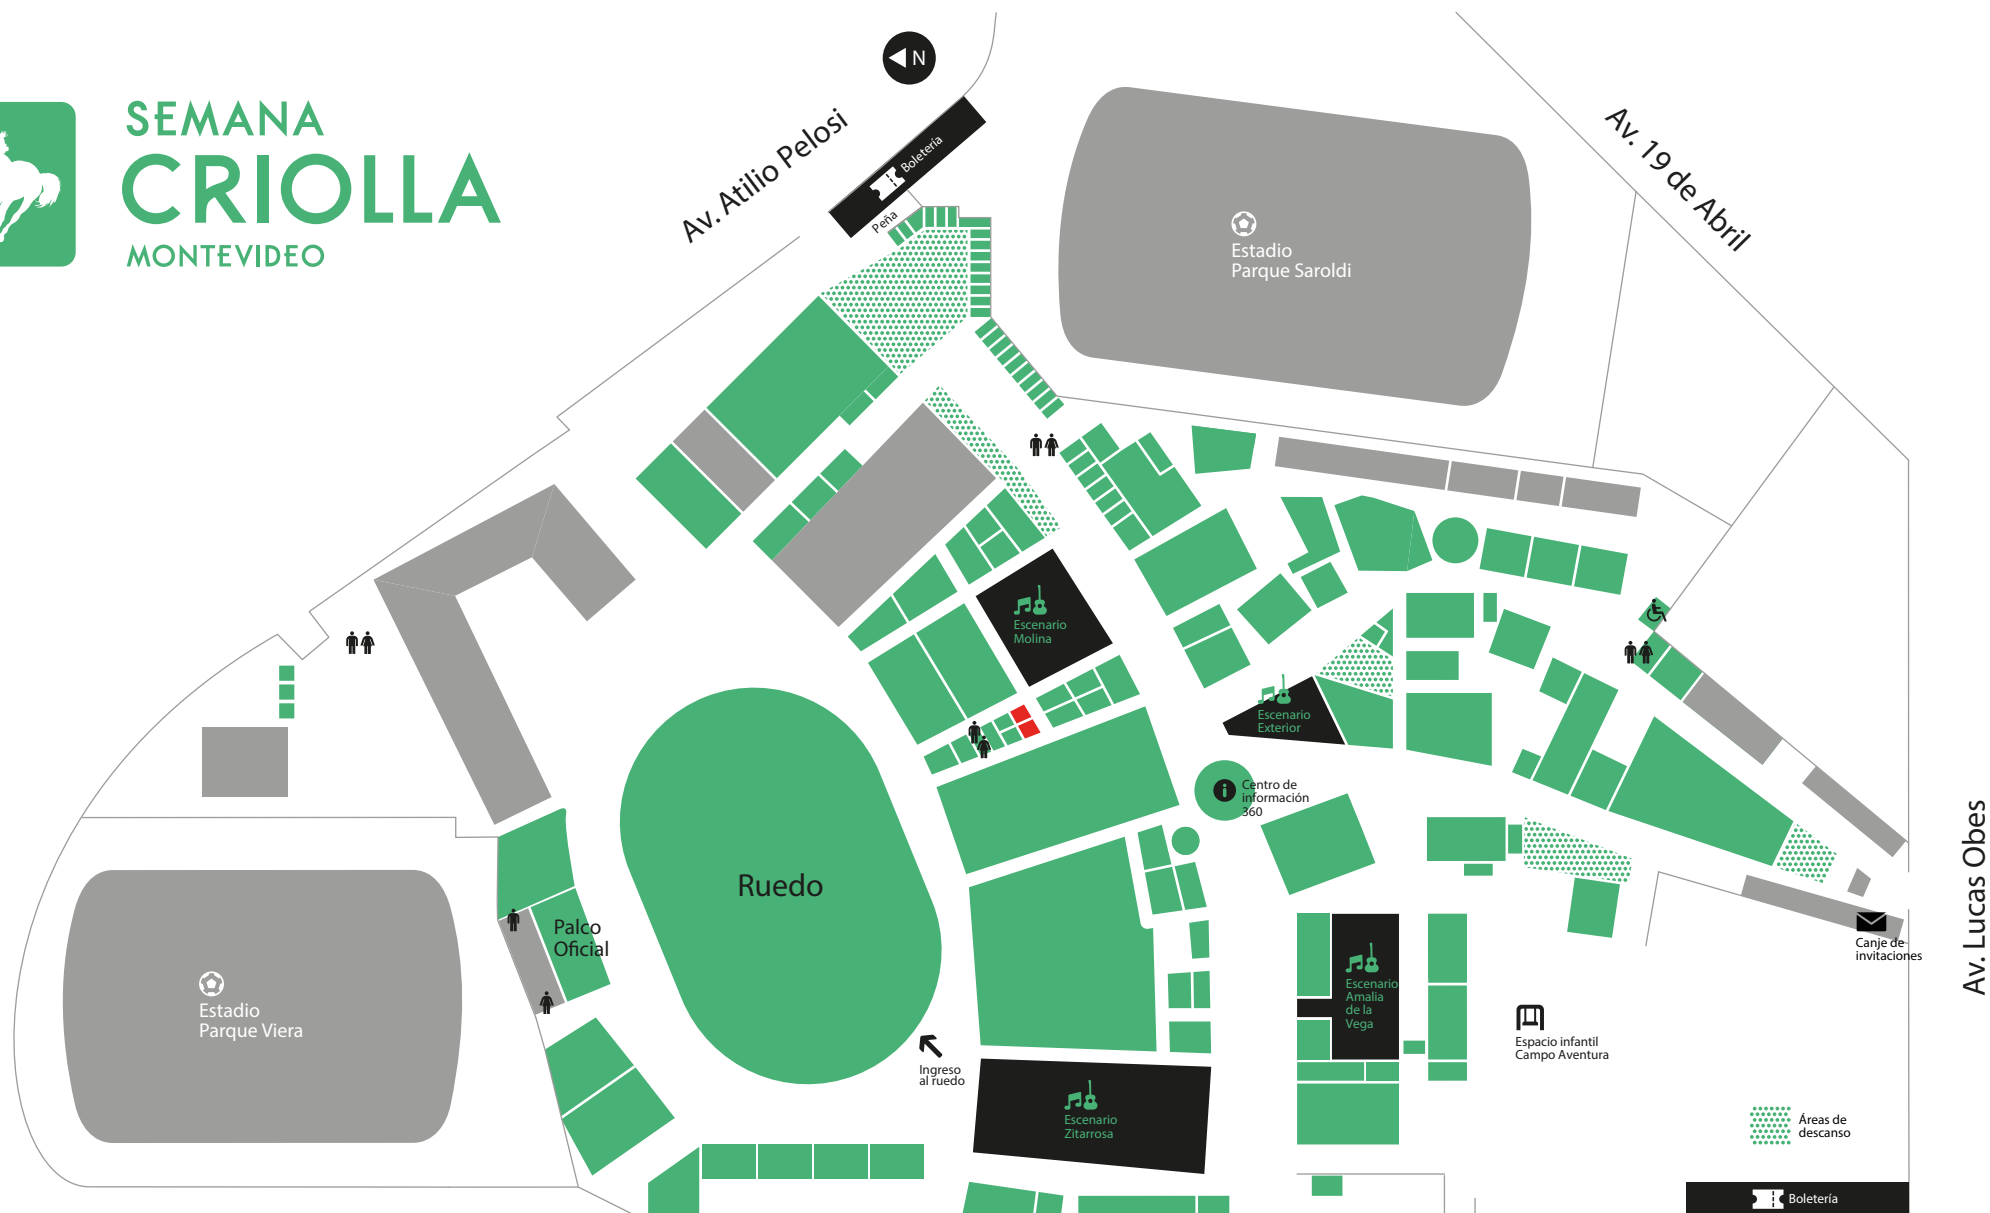 SEMANA
CRIOLLA
MONTEVIDEO
N
Av. Atilio Pelosi
Boletería
Peña
Av. 19 de Abril
Estadio
Parque Saroldi
Escenario
Molina
Escenario
Exterior
Centro de
información
360
Ruedo
Palco
Oficial
Estadio
Parque Viera
Ingreso
al ruedo
Escenario
Zitarrosa
Escenario
Amalia
de la
Vega
Espacio infantil
Campo Aventura
Canje de
invitaciones
Av. Lucas Obes
Áreas de
descanso
Boletería